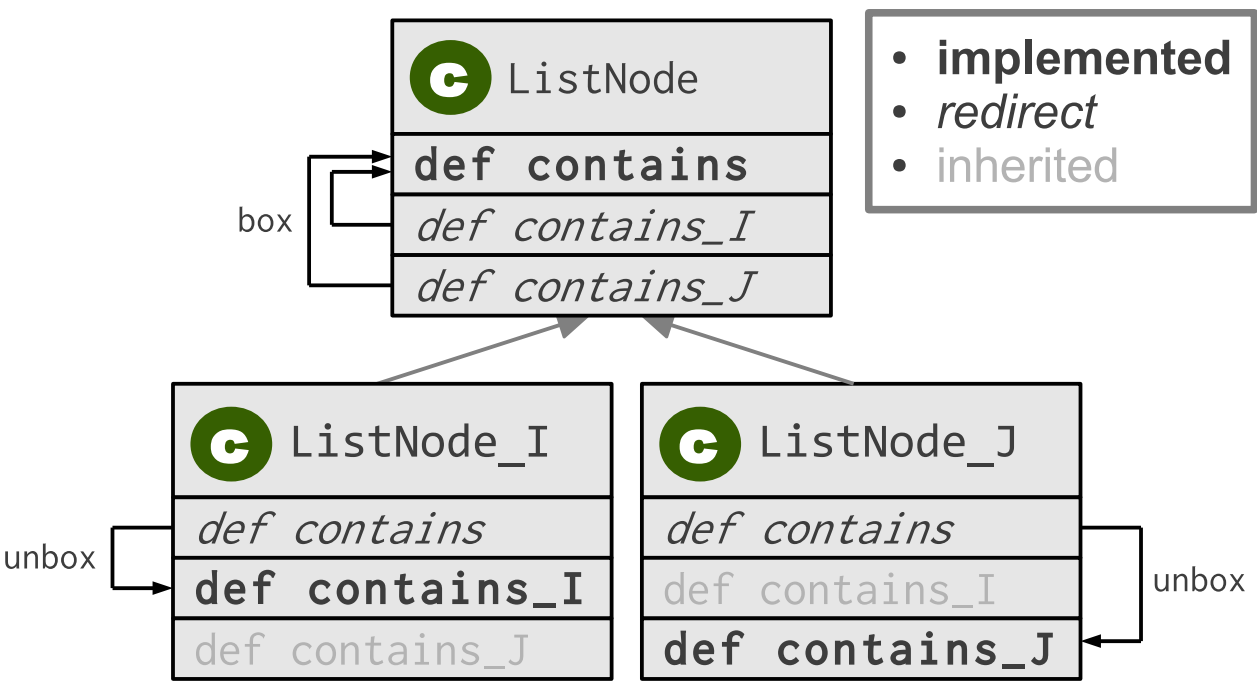 C ListNode
def contains
def contains_I
def contains_J
box
• implemented
• redirect
• inherited
C ListNode_I
def contains
def contains_I
def contains_J
unbox
C ListNode_J
def contains
def contains_I
def contains_J
unbox